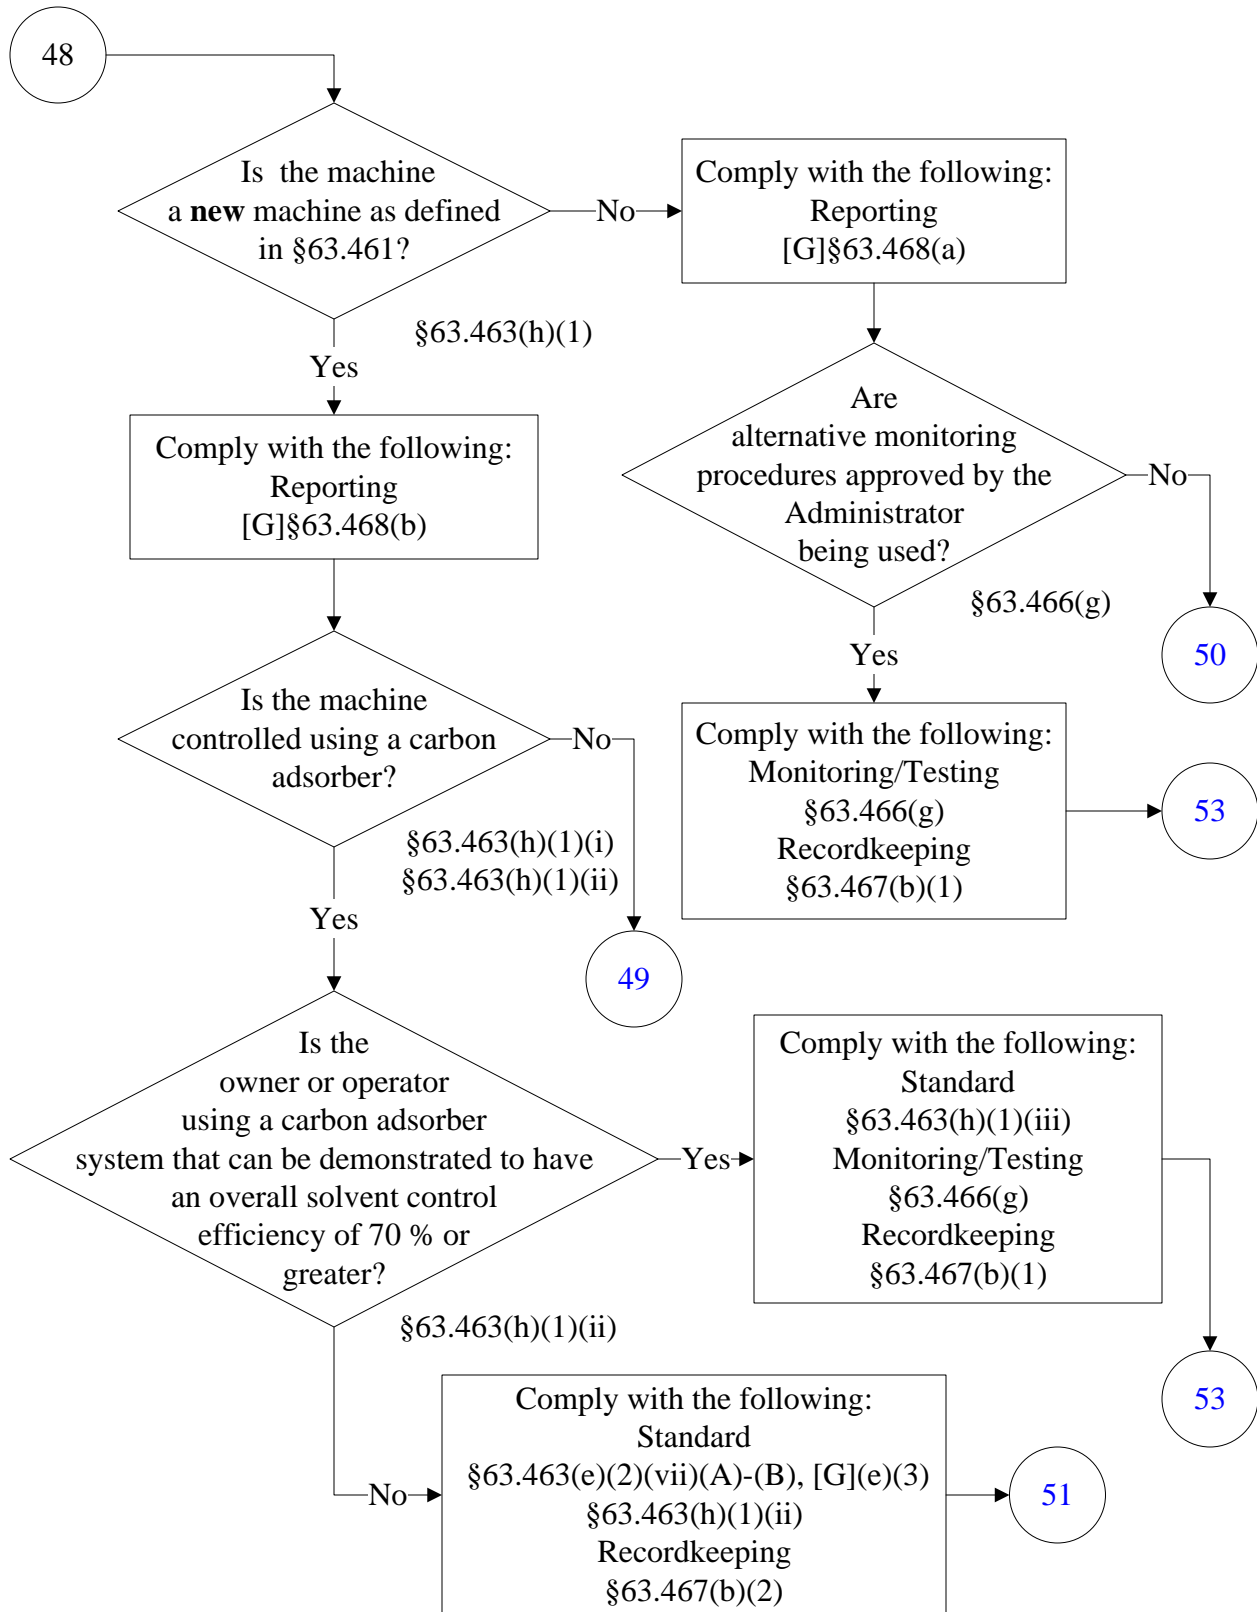 48
Is the machine
a new machine as defined
in §63.461?
No
Comply with the following:
Reporting
[G]§63.468(a)
§63.463(h)(1)
Yes
Comply with the following:
Reporting
[G]§63.468(b)
Are
alternative monitoring
procedures approved by the
Administrator
being used?
No
§63.466(g)
50
Yes
Is the machine
controlled using a carbon
adsorber?
No
Comply with the following:
Monitoring/Testing
§63.466(g)
Recordkeeping
§63.467(b)(1)
53
§63.463(h)(1)(i)
§63.463(h)(1)(ii)
Yes
49
Is the
owner or operator
using a carbon adsorber
system that can be demonstrated to have
an overall solvent control
efficiency of 70 % or
greater?
Yes
Comply with the following:
Standard
§63.463(h)(1)(iii)
Monitoring/Testing
§63.466(g)
Recordkeeping
§63.467(b)(1)
§63.463(h)(1)(ii)
53
No
Comply with the following:
Standard
§63.463(e)(2)(vii)(A)-(B), [G](e)(3)
§63.463(h)(1)(ii)
Recordkeeping
§63.467(b)(2)
51